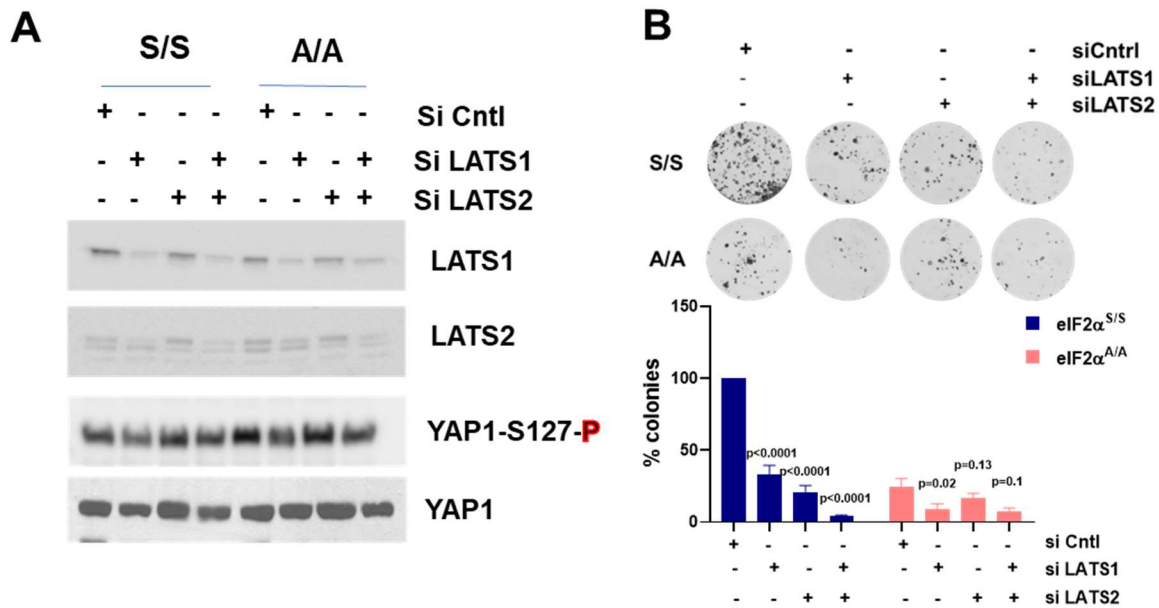 A
S/S A/A
+ - - - + - - - Si Cntl
- + - + - + - + Si LATS1
- - + + - - + + Si LATS2
LATS1
LATS2
YAP1-S127-P
YAP1
B
+ - - - siCntrl
- + - + siLATS1
- - + + siLATS2
S/S
A/A
150
100
50
0
% colonies
eIF2α^S/S
eIF2α^A/A
p<0.0001
p<0.0001
p<0.0001
p=0.02
p=0.13
p=0.1
+ - - - + - - - si Cntl
- + - + - + - + si LATS1
- - + + - - + + si LATS2